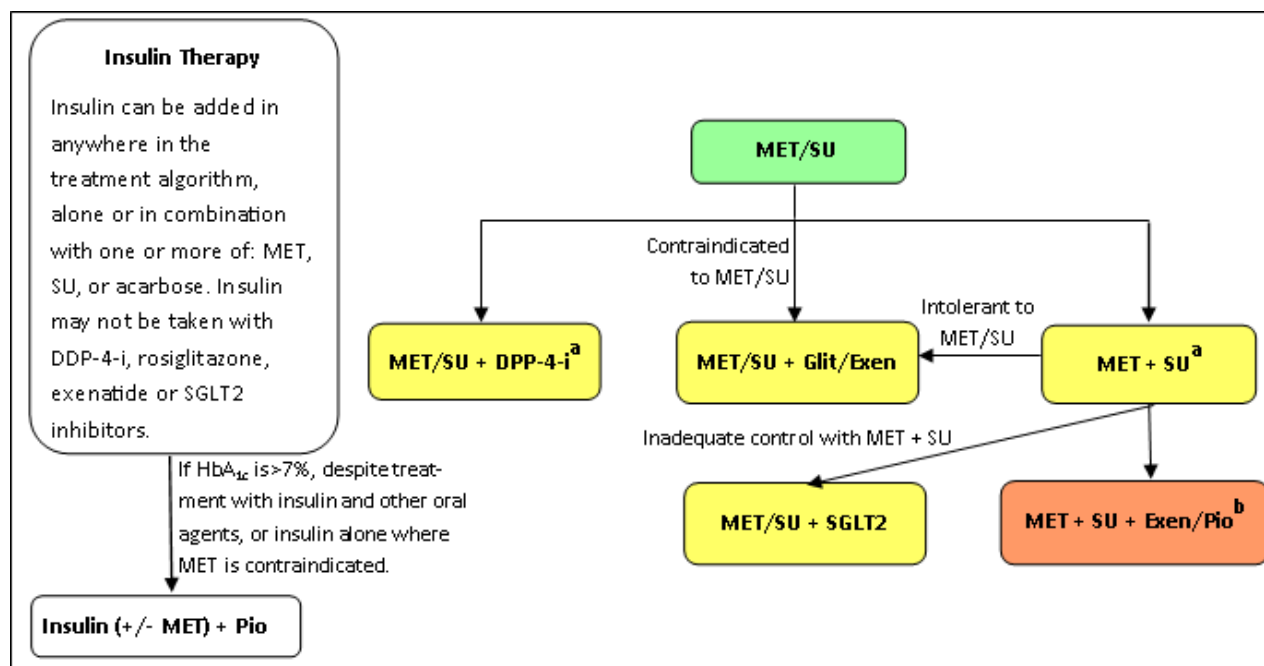 Insulin Therapy
Insulin can be added in
anywhere in the
treatment algorithm,
alone or in combination
with one or more of: MET,
SU, or acarbose. Insulin
may not be taken with
DDP-4-i, rosiglitazone,
exenatide or SGLT2
inhibitors.
If HbA1c is>7%, despite treat-
ment with insulin and other oral
agents, or insulin alone where
MET is contraindicated.
Insulin (+/- MET) + Pio
MET/SU
Contraindicated
to MET/SU
Intolerant to
MET/SU
MET/SU + DPP-4-i a
MET/SU + Glit/Exen
MET + SU a
Inadequate control with MET + SU
MET/SU + SGLT2
MET + SU + Exen/Pio b